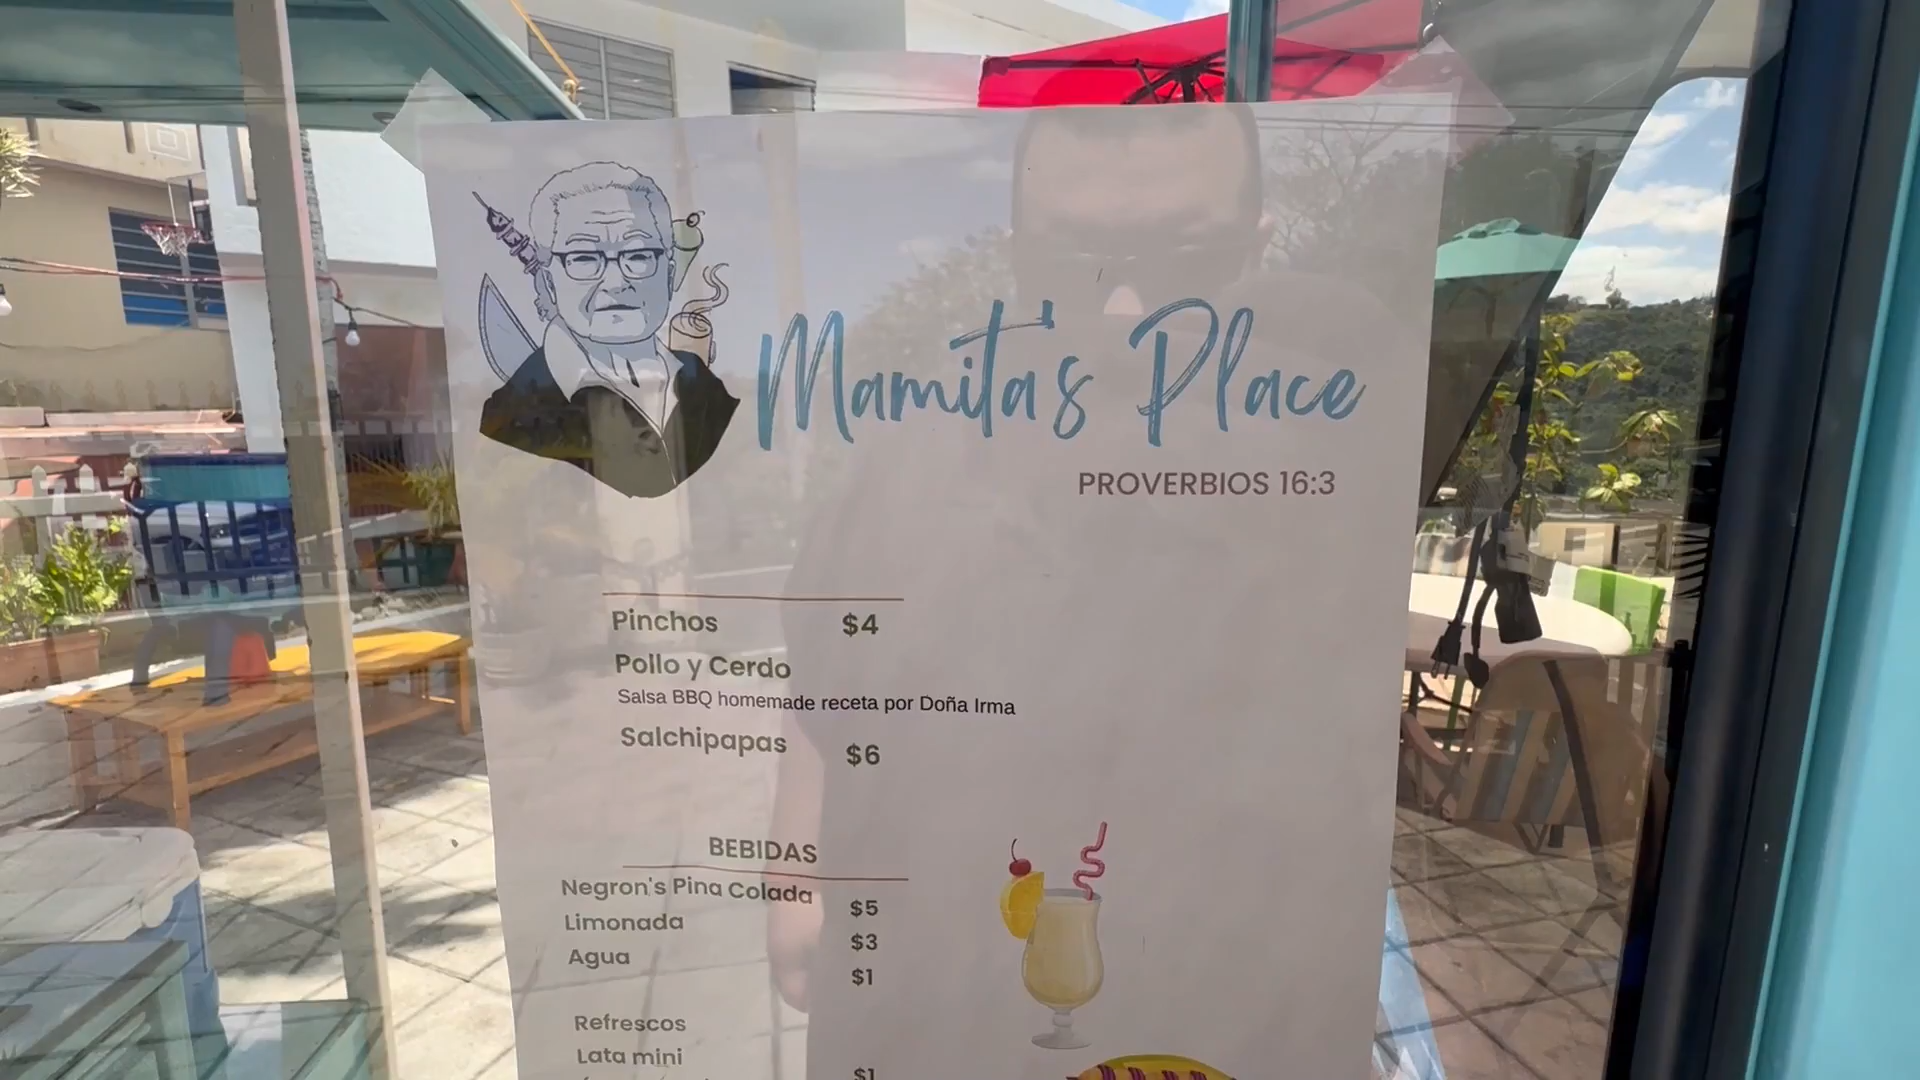 Mamita's Place
PROVERBIOS 16:3
Pinchos $4
Pollo y Cerdo
Salsa BBQ homemade receta por Doña Irma
Salchipapas $6
BEBIDAS
Negron's Pina Colada $5
Limonada $3
Agua $1
Refrescos
Lata mini
$1